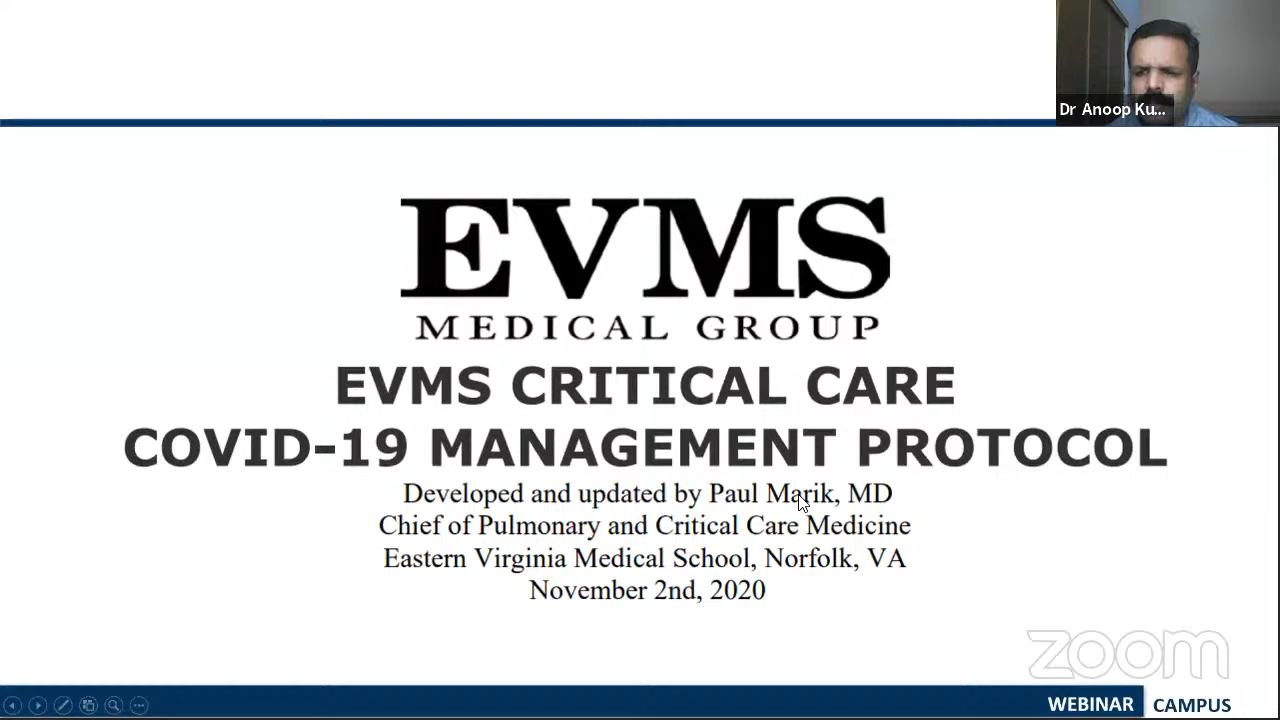 Dr Anoop Ku...
EVMS
MEDICAL GROUP
EVMS CRITICAL CARE
COVID-19 MANAGEMENT PROTOCOL
Developed and updated by Paul Marik, MD
Chief of Pulmonary and Critical Care Medicine
Eastern Virginia Medical School, Norfolk, VA
November 2nd, 2020
zoom
WEBINAR CAMPUS